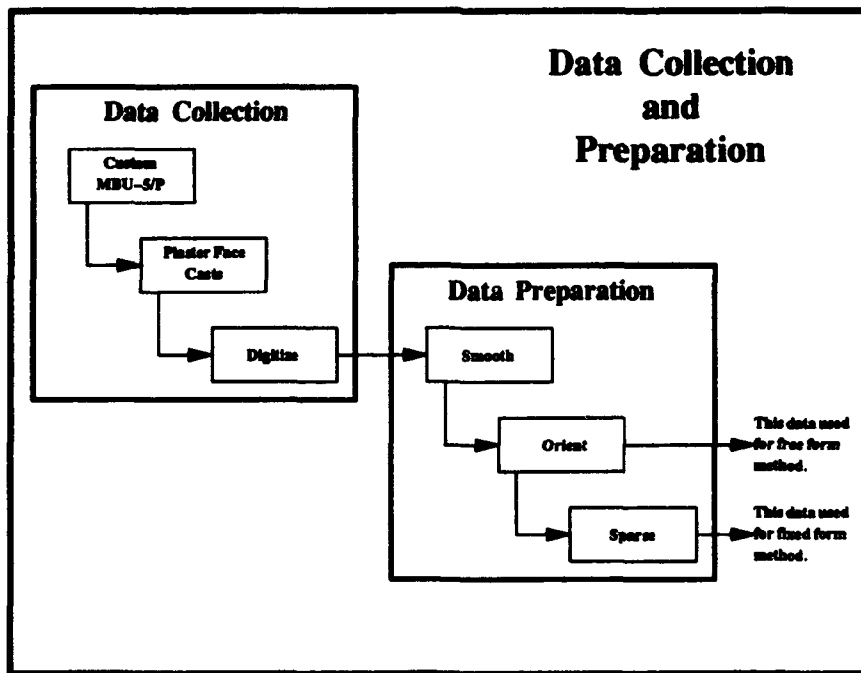 Data Collection
and
Preparation
Data Collection
Custom
MBU-5/P
Plaster Face
Casts
Digitize
Data Preparation
Smooth
Orient
Sparse
This data used
for free form
method.
This data used
for fixed form
method.